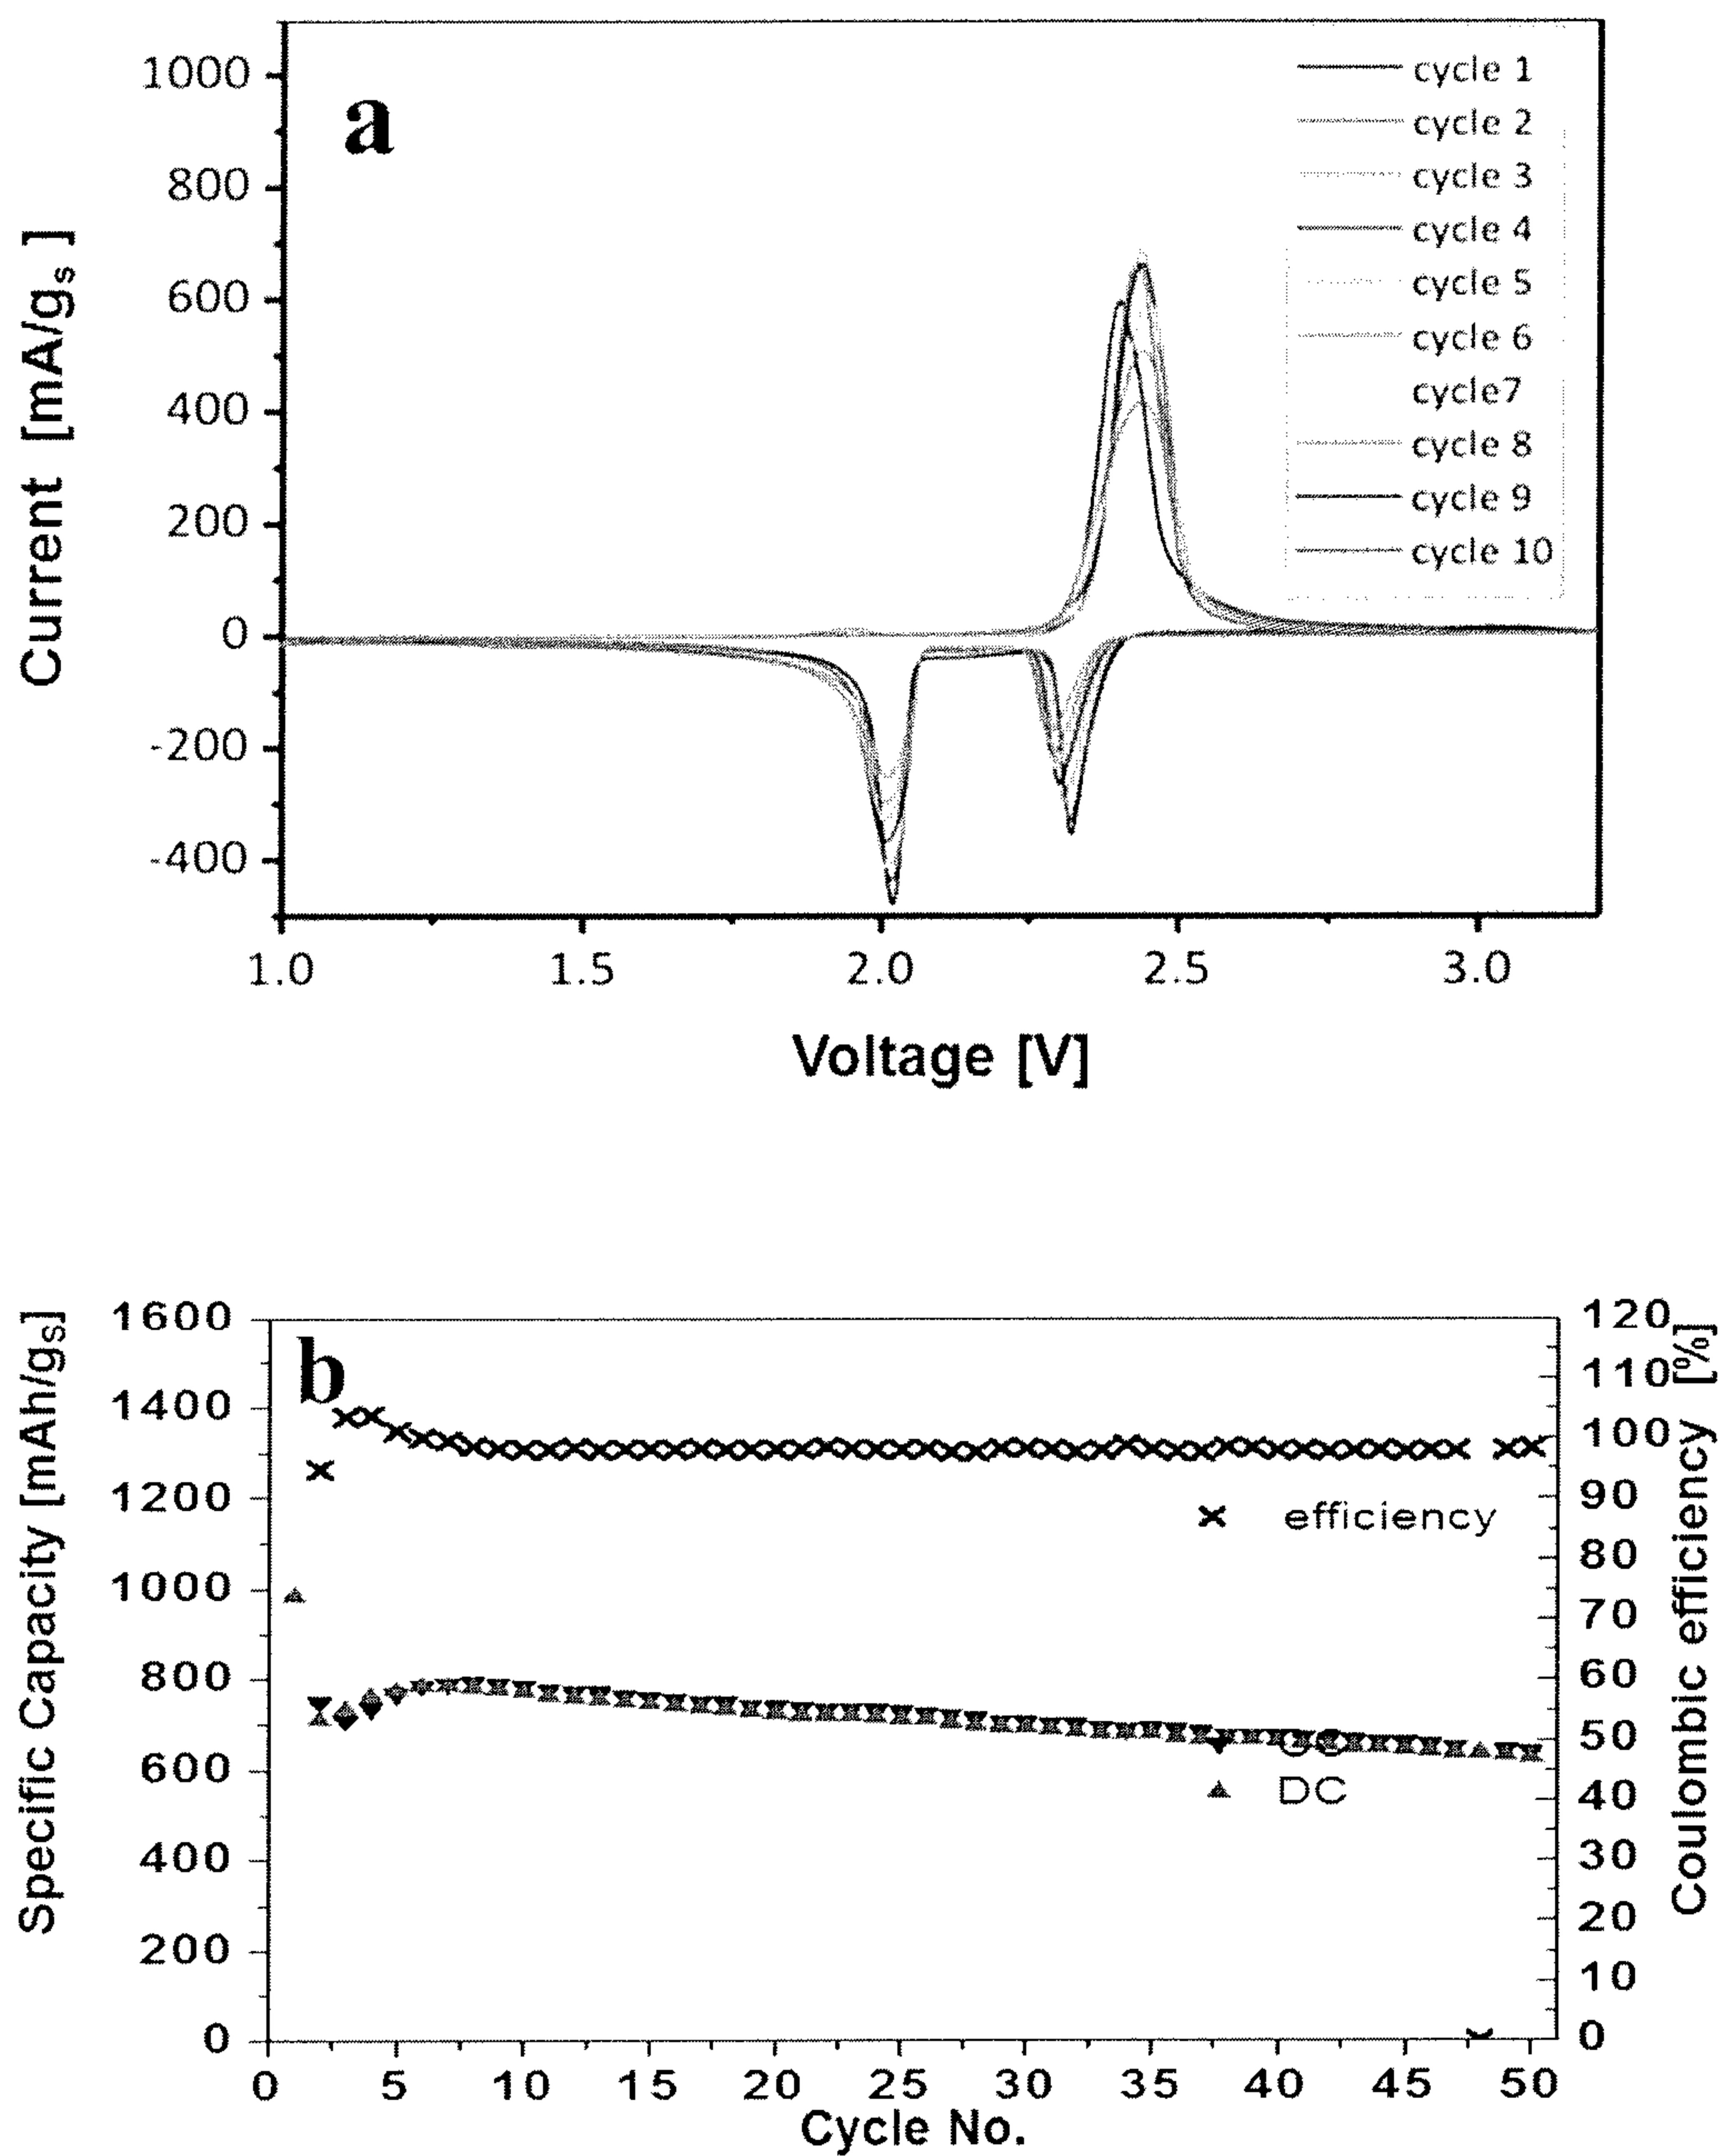 a
1000
800
600
400
200
0
-200
-400
Current [mA/gs]
cycle 1
cycle 2
cycle 3
cycle 4
cycle 5
cycle 6
cycle7
cycle 8
cycle 9
cycle 10
1.0 1.5 2.0 2.5 3.0
Voltage [V]
b
1600
1400
1200
1000
800
600
400
200
0
Specific Capacity [mAh/gs]
120
110
100
90
80
70
60
50
40
30
20
10
0
Coulombic efficiency [%]
efficiency
CC
DC
0 5 10 15 20 25 30 35 40 45 50
Cycle No.